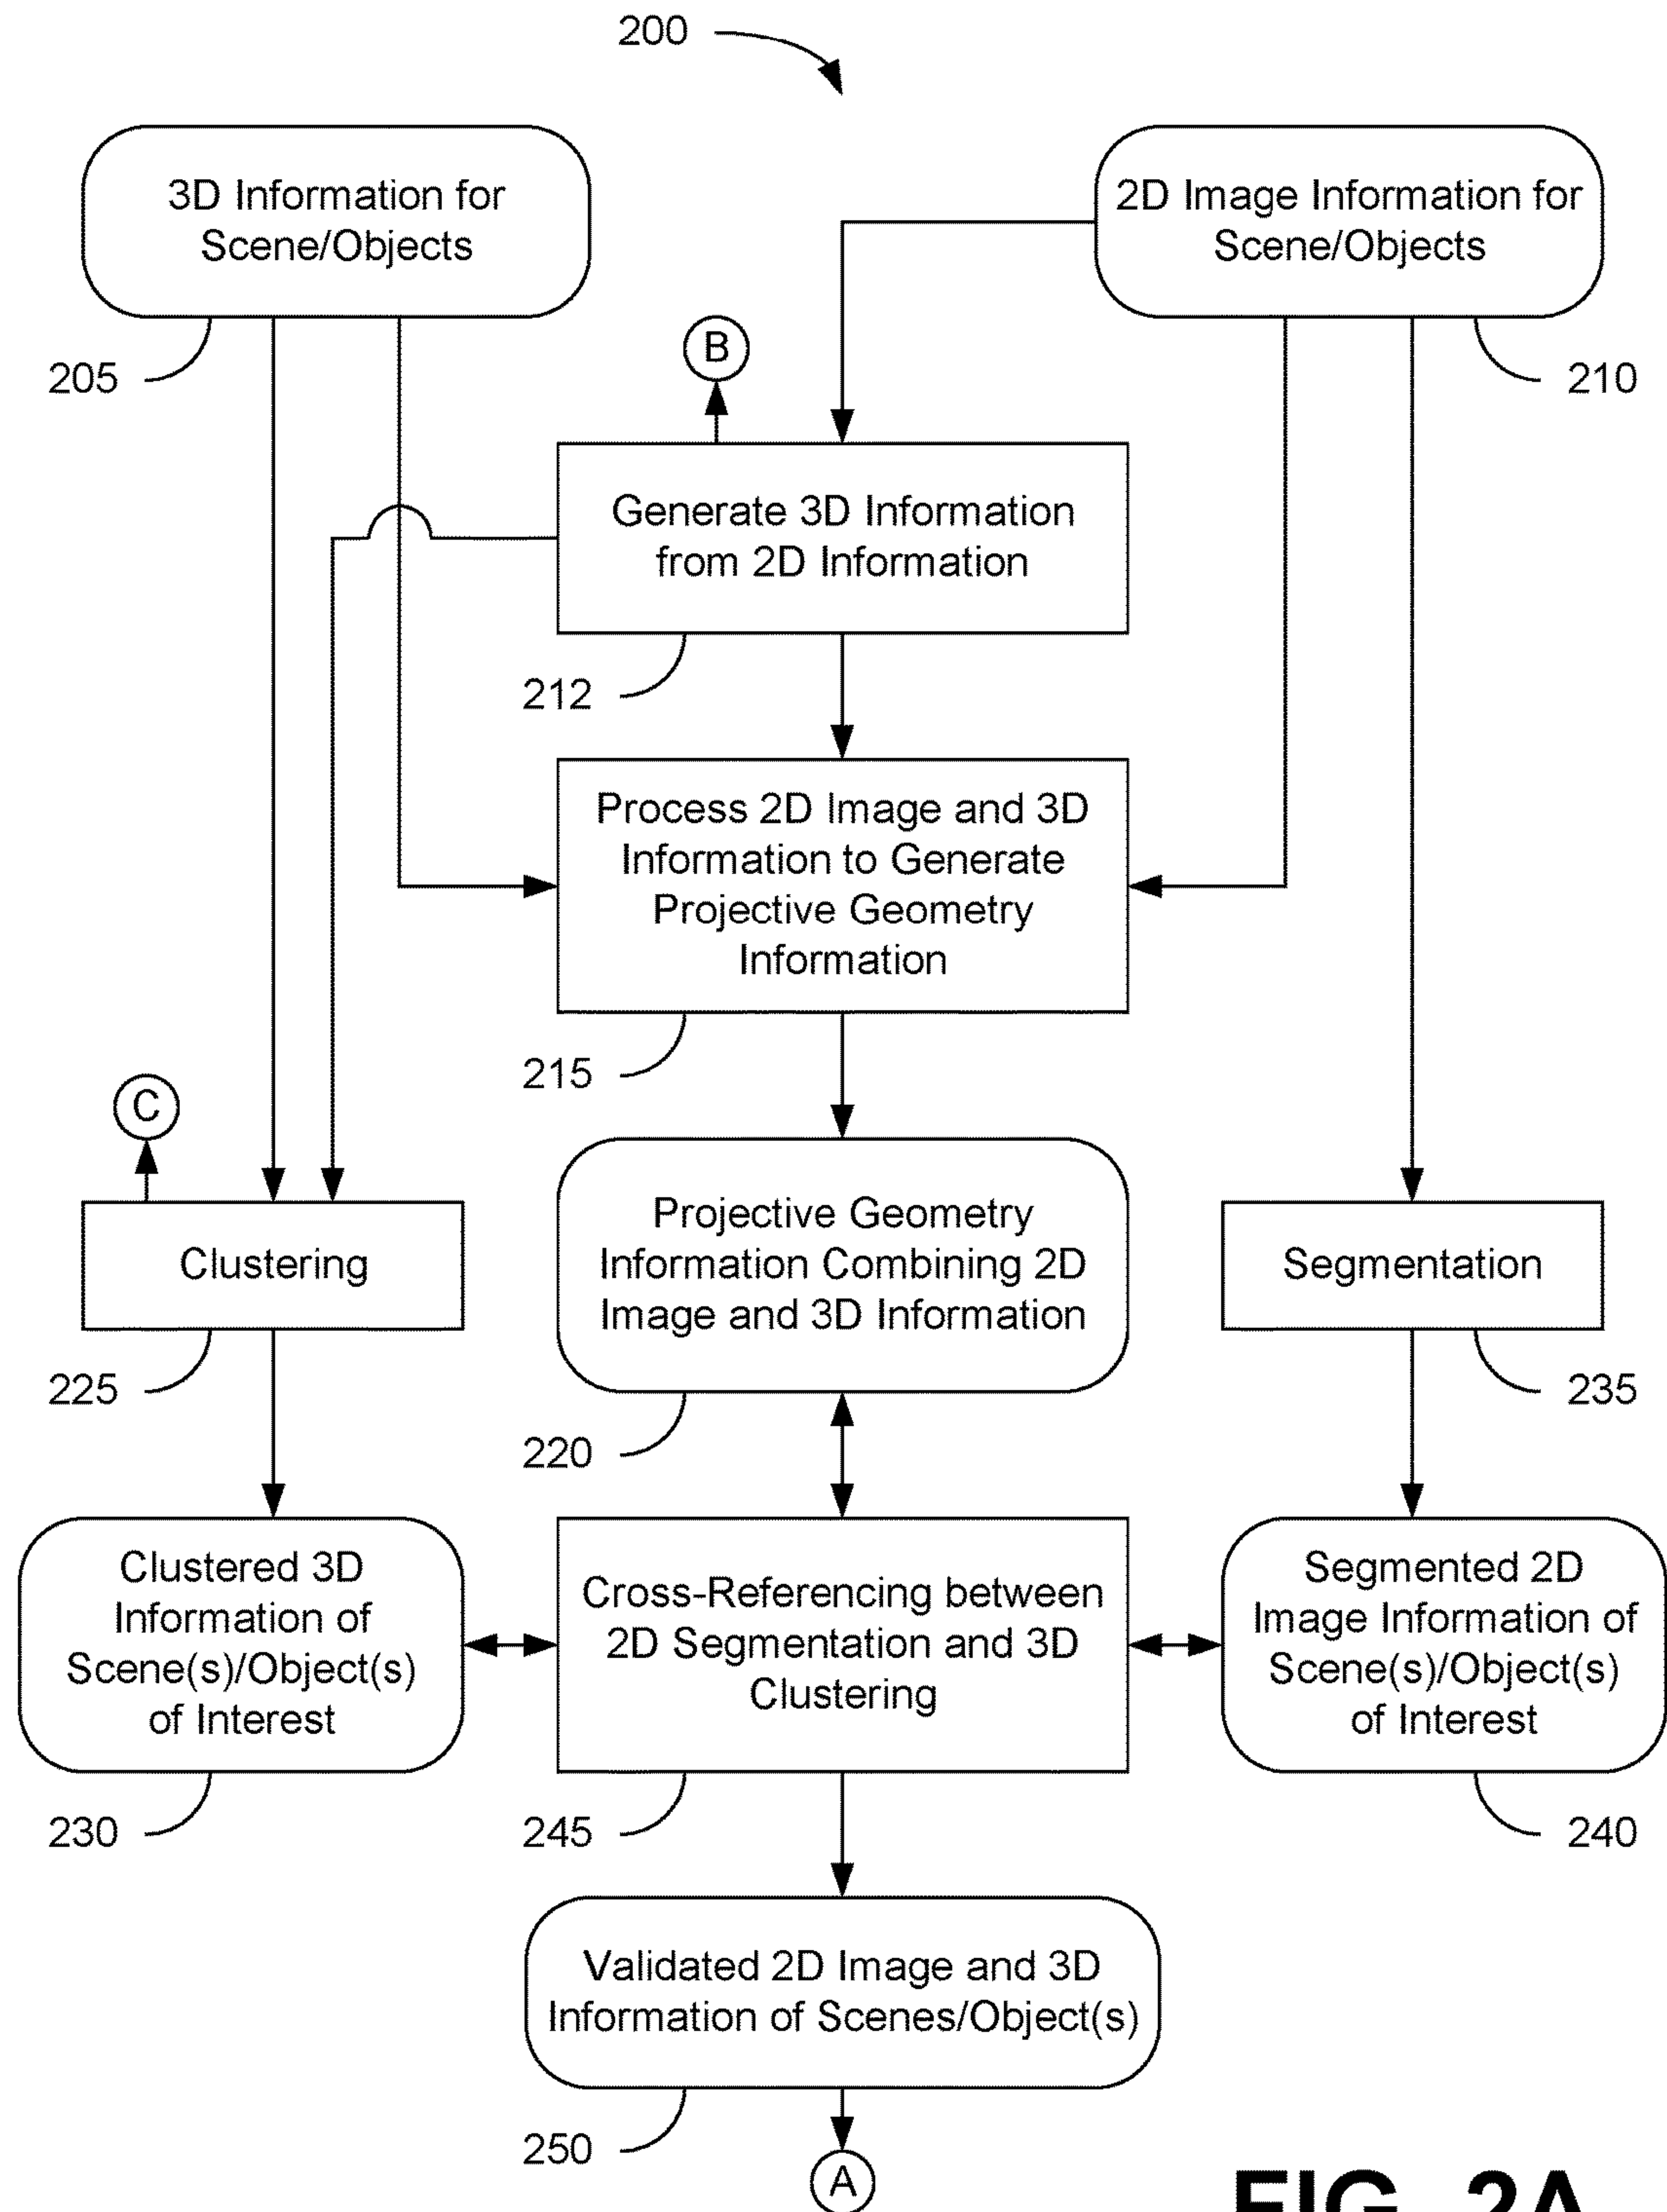 200
3D Information for
Scene/Objects
2D Image Information for
Scene/Objects
205
B
210
Generate 3D Information
from 2D Information
212
Process 2D Image and 3D
Information to Generate
Projective Geometry
Information
215
C
Clustering
Projective Geometry
Information Combining 2D
Image and 3D Information
Segmentation
225
220
235
Clustered 3D
Information of
Scene(s)/Object(s)
of Interest
Cross-Referencing between
2D Segmentation and 3D
Clustering
Segmented 2D
Image Information of
Scene(s)/Object(s)
of Interest
230
245
240
Validated 2D Image and 3D
Information of Scenes/Object(s)
250
A
FIG. 2A